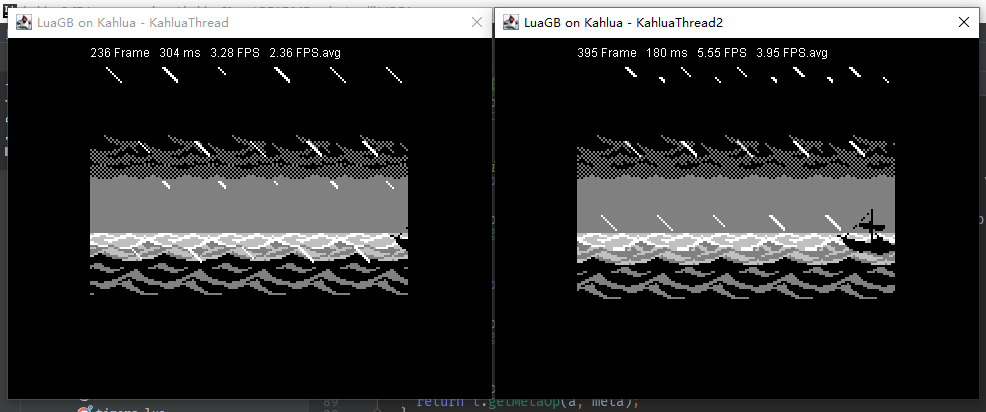 LuaGB on Kahlua - KahluaThread
236 Frame 304 ms 3.28 FPS 2.36 FPS.avg
LuaGB on Kahlua - KahluaThread2
395 Frame 180 ms 5.55 FPS 3.95 FPS.avg
89 return t.getMetaOp(a, meta);